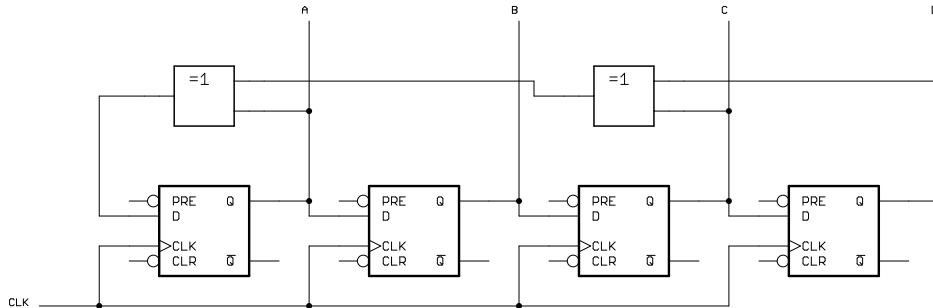 A B C D
=1 =1
PRE Q PRE Q PRE Q PRE Q
D D D D
CLK CLK CLK CLK
CLR Q̅ CLR Q̅ CLR Q̅ CLR Q̅
CLK